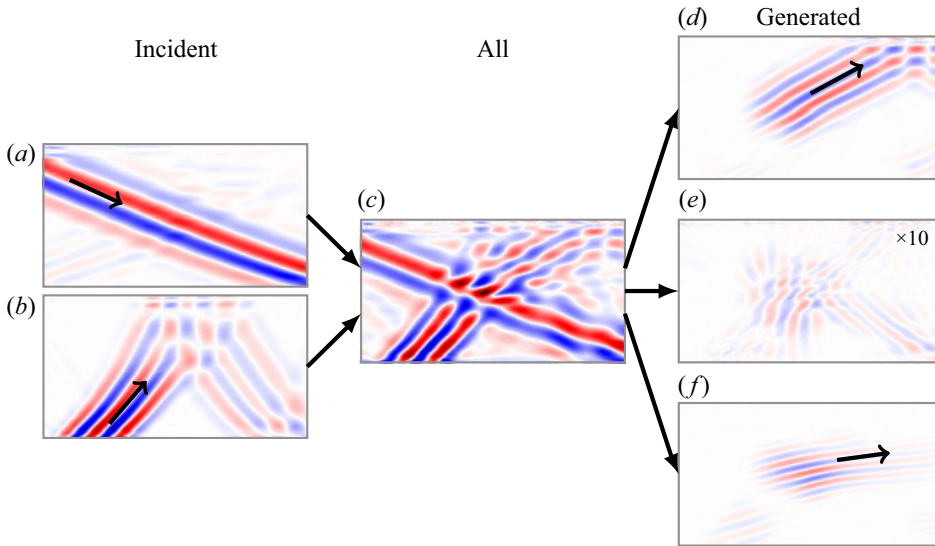 Incident
All
Generated
(a)
(b)
(c)
(d)
(e)
×10
(f)